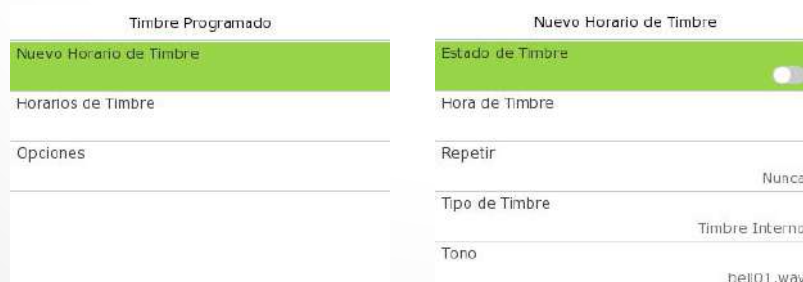 Timbre Programado
Nuevo Horario de Timbre
Horarios de Timbre
Opciones
Nuevo Horario de Timbre
Estado de Timbre
Hora de Timbre
Repetir
Nunca
Tipo de Timbre
Timbre Interno
Tono
bell01.wav